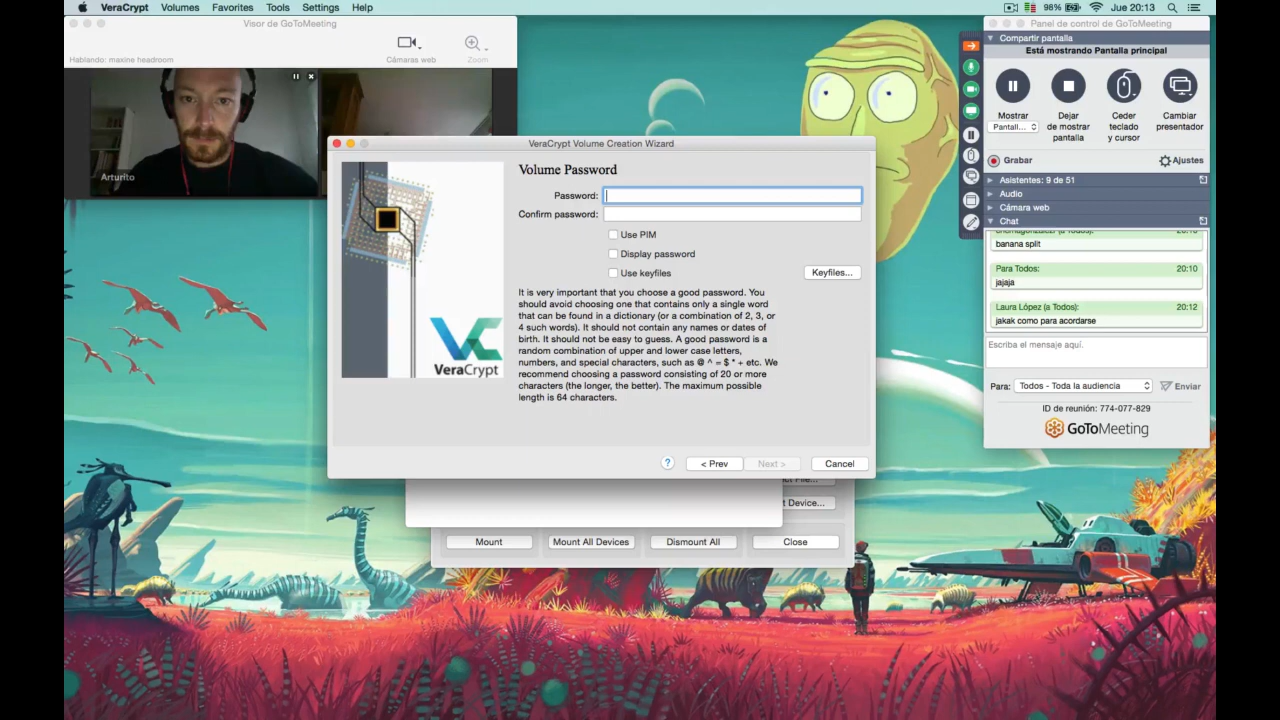 VeraCrypt Volumes Favorites Tools Settings Help
98% Jue 20:13
Visor de GoToMeeting
Hablando: maxine headroom
Cámaras web
Zoom
Arturito
VeraCrypt Volume Creation Wizard
Volume Password
Password:
Confirm password:
Use PIM
Display password
Use keyfiles
Keyfiles...
It is very important that you choose a good password. You
should avoid choosing one that contains only a single word
that can be found in a dictionary (or a combination of 2, 3, or
4 such words). It should not contain any names or dates of
birth. It should not be easy to guess. A good password is a
random combination of upper and lower case letters,
numbers, and special characters, such as @ ^ = $ * + etc. We
recommend choosing a password consisting of 20 or more
characters (the longer, the better). The maximum possible
length is 64 characters.
VeraCrypt
?
< Prev
Next >
Cancel
t Device...
Mount
Mount All Devices
Dismount All
Close
Panel de control de GoToMeeting
Compartir pantalla
Está mostrando Pantalla principal
Mostrar
Pantall...
Dejar
de mostrar
pantalla
Ceder
teclado
y cursor
Cambiar
presentador
Grabar
Ajustes
Asistentes: 9 de 51
Audio
Cámara web
Chat
banana split
Para Todos: 20:10
jajaja
Laura López (a Todos): 20:12
jakak como para acordarse
Escriba el mensaje aquí.
Para: Todos - Toda la audiencia
Enviar
ID de reunión: 774-077-829
GoToMeeting